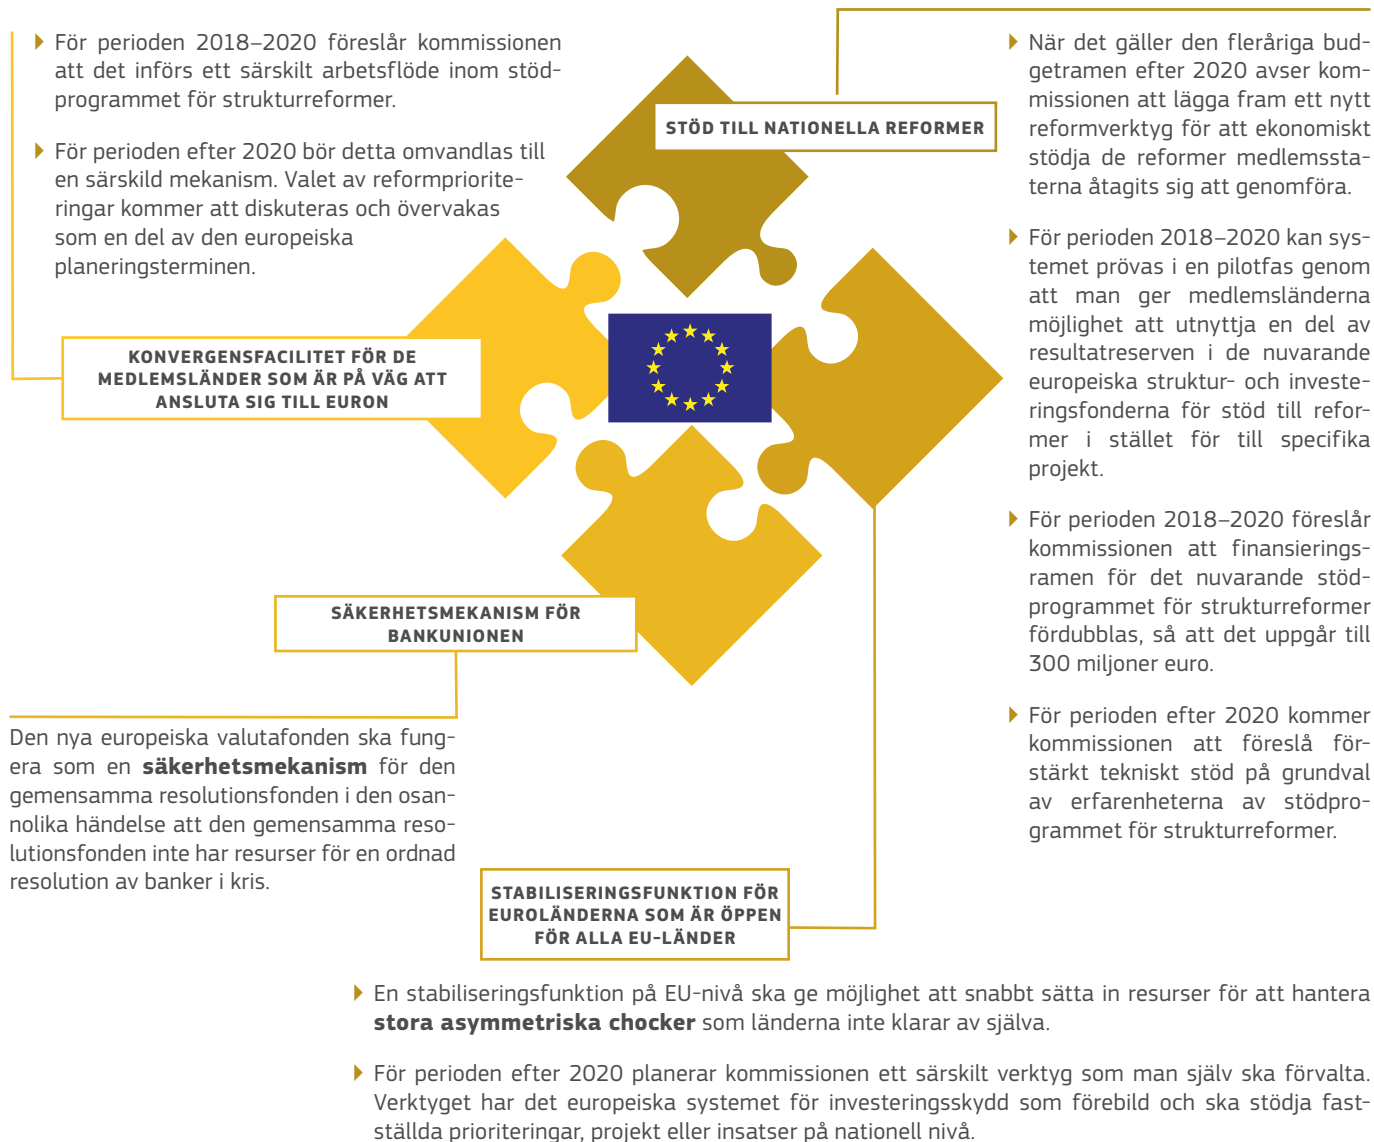 För perioden 2018–2020 föreslår kommissionen
att det införs ett särskilt arbetsflöde inom stöd-
programmet för strukturreformer.
För perioden efter 2020 bör detta omvandlas till
en särskild mekanism. Valet av reformpriorite-
ringar kommer att diskuteras och övervakas
som en del av den europeiska
planeringsterminen.
KONVERGENSFACILITET FÖR DE
MEDLEMSLÄNDER SOM ÄR PÅ VÄG ATT
ANSLUTA SIG TILL EURON
STÖD TILL NATIONELLA REFORMER
När det gäller den fleråriga bud-
getramen efter 2020 avser kom-
missionen att lägga fram ett nytt
reformverktyg för att ekonomiskt
stödja de reformer medlemssta-
terna åtagits sig att genomföra.
För perioden 2018–2020 kan sys-
temet prövas i en pilotfas genom
att man ger medlemsländerna
möjlighet att utnyttja en del av
resultatreserven i de nuvarande
europeiska struktur- och investe-
ringsfonderna för stöd till refor-
mer i stället för till specifika
projekt.
För perioden 2018–2020 föreslår
kommissionen att finansierings-
ramen för det nuvarande stöd-
programmet för strukturreformer
fördubblas, så att det uppgår till
300 miljoner euro.
För perioden efter 2020 kommer
kommissionen att föreslå för-
stärkt tekniskt stöd på grundval
av erfarenheterna av stödpro-
grammet för strukturreformer.
SÄKERHETSMEKANISM FÖR
BANKUNIONEN
Den nya europeiska valutafonden ska fung-
era som en säkerhetsmekanism för den
gemensamma resolutionsfonden i den osan-
nolika händelse att den gemensamma reso-
lutionsfonden inte har resurser för en ordnad
resolution av banker i kris.
STABILISERINGSFUNKTION FÖR
EUROLÄNDERNA SOM ÄR ÖPPEN
FÖR ALLA EU-LÄNDER
En stabiliseringsfunktion på EU-nivå ska ge möjlighet att snabbt sätta in resurser för att hantera
stora asymmetriska chocker som länderna inte klarar av själva.
För perioden efter 2020 planerar kommissionen ett särskilt verktyg som man själv ska förvalta.
Verktyget har det europeiska systemet för investeringsskydd som förebild och ska stödja fast-
ställda prioriteringar, projekt eller insatser på nationell nivå.